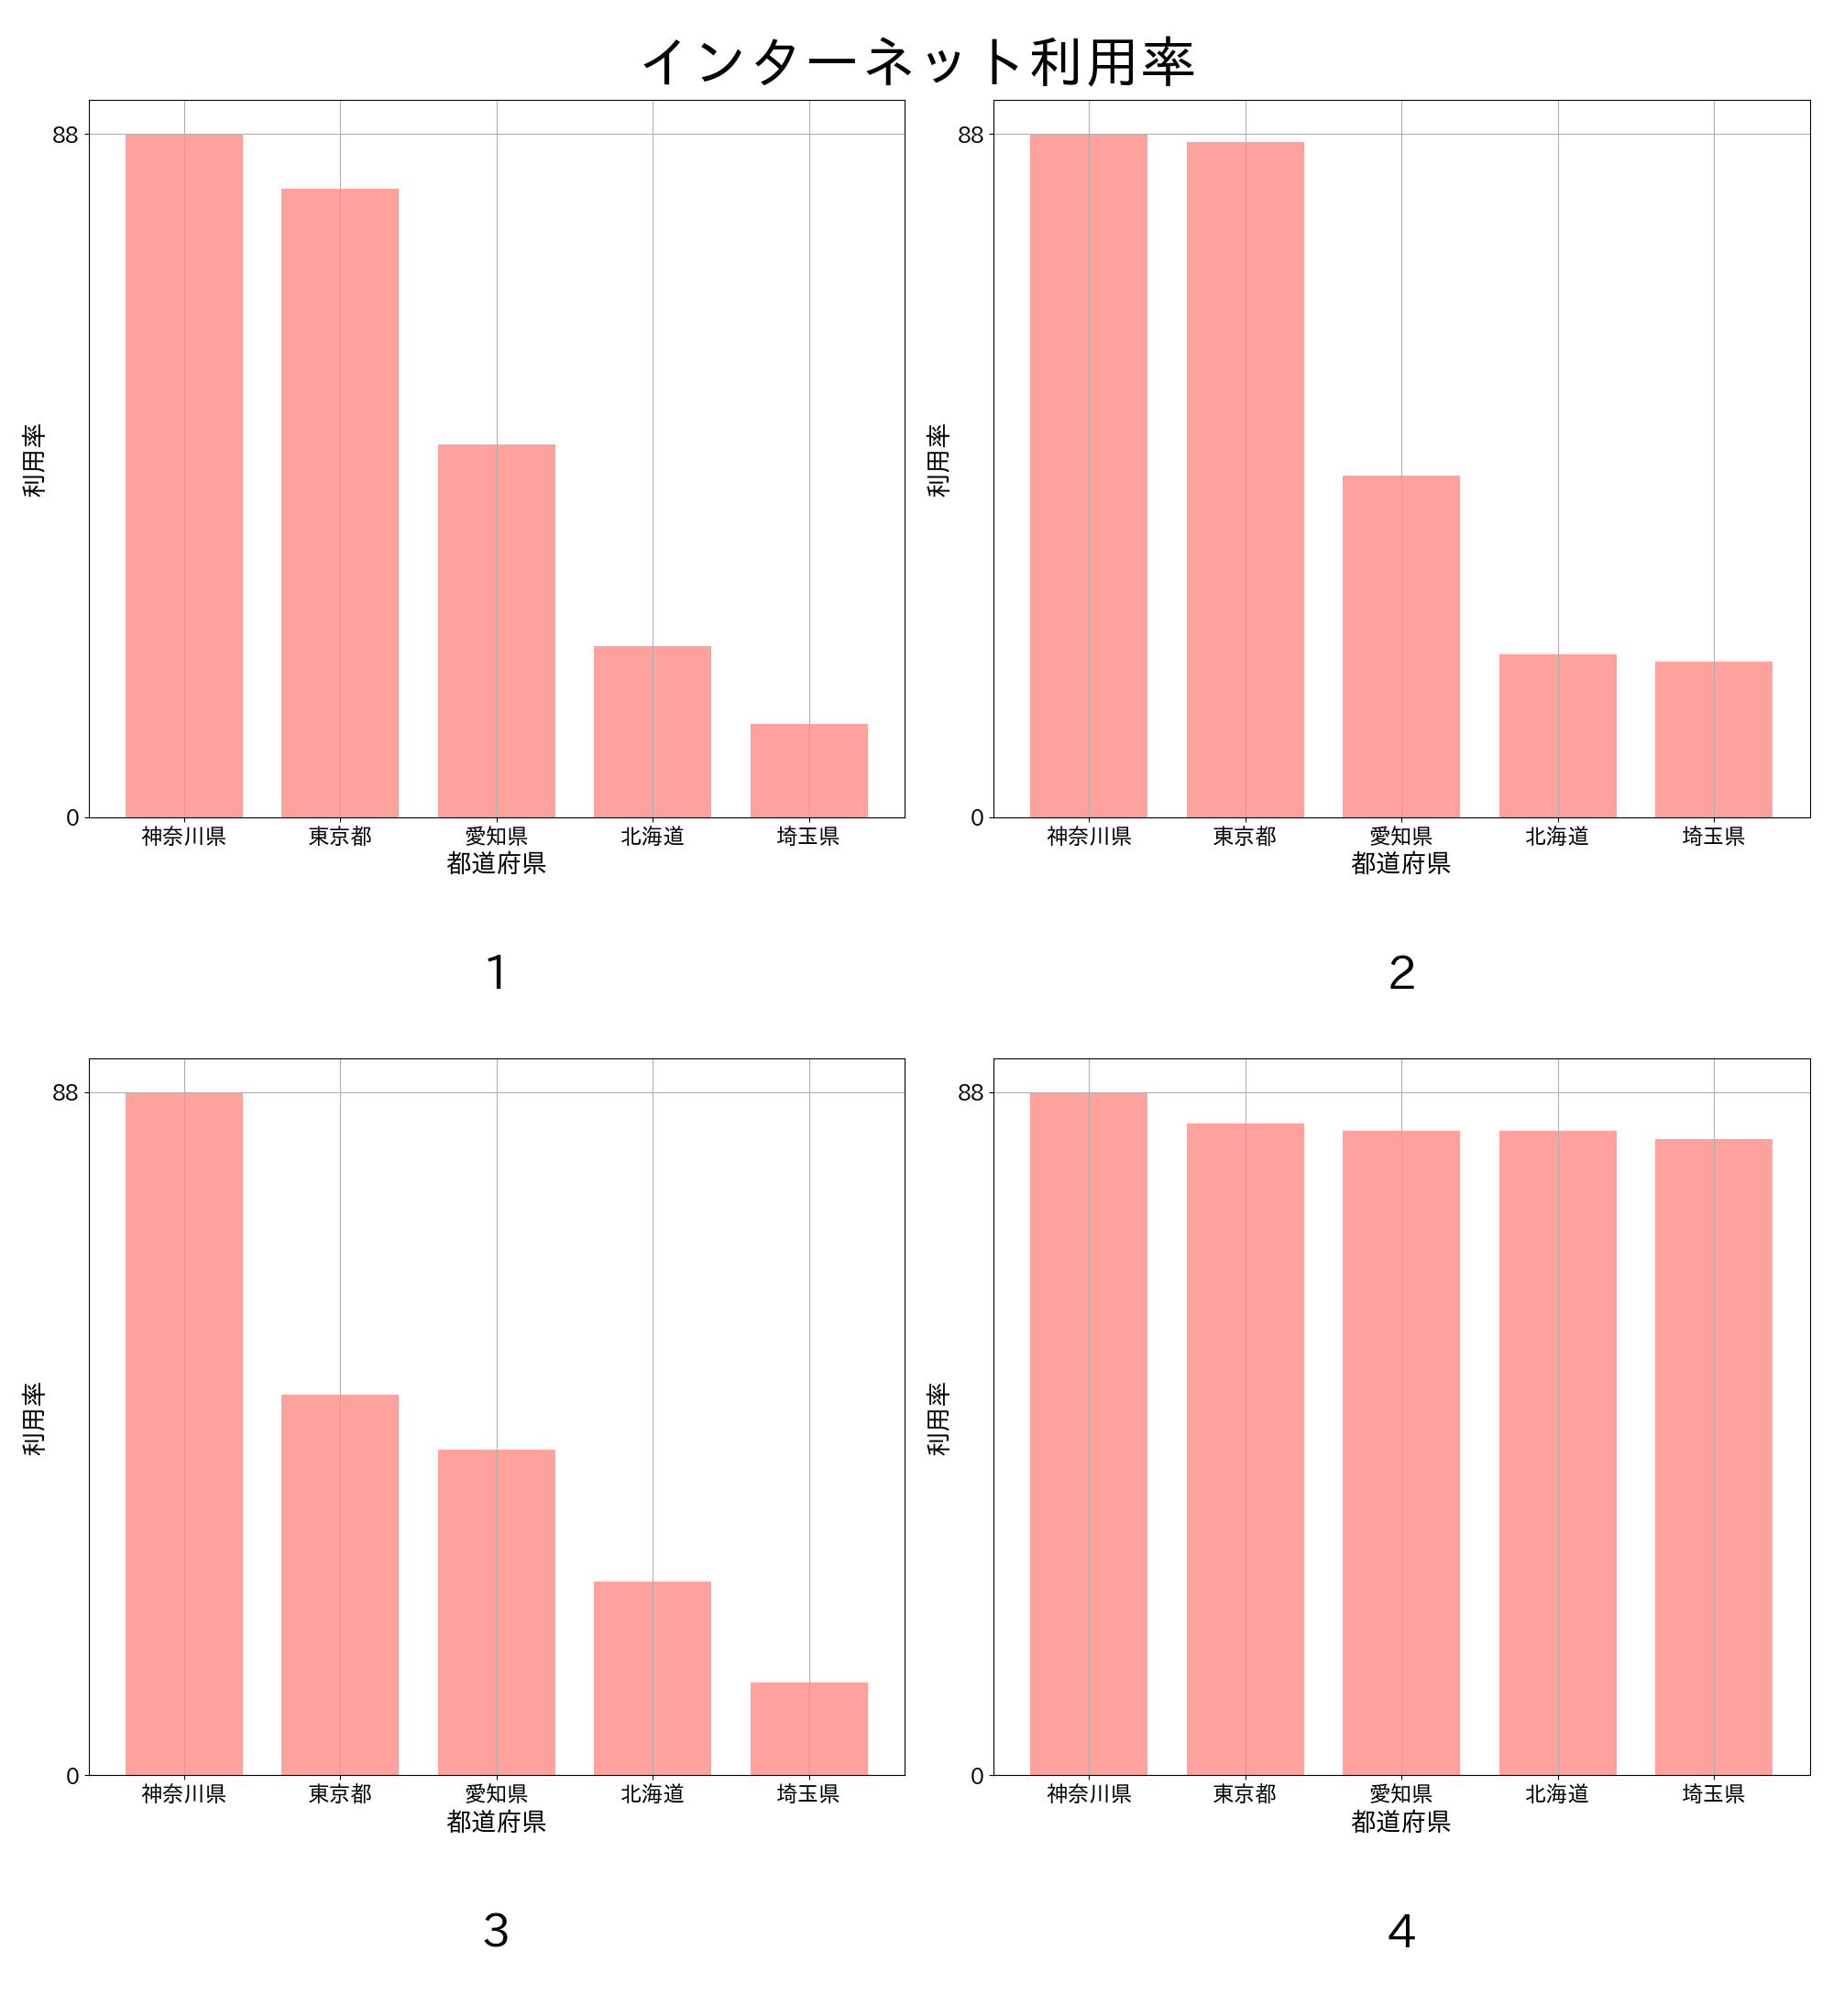 インターネット利用率
88
0
利用率
神奈川県 東京都 愛知県 北海道 埼玉県
都道府県
1
88
0
利用率
神奈川県 東京都 愛知県 北海道 埼玉県
都道府県
2
88
0
利用率
神奈川県 東京都 愛知県 北海道 埼玉県
都道府県
3
88
0
利用率
神奈川県 東京都 愛知県 北海道 埼玉県
都道府県
4